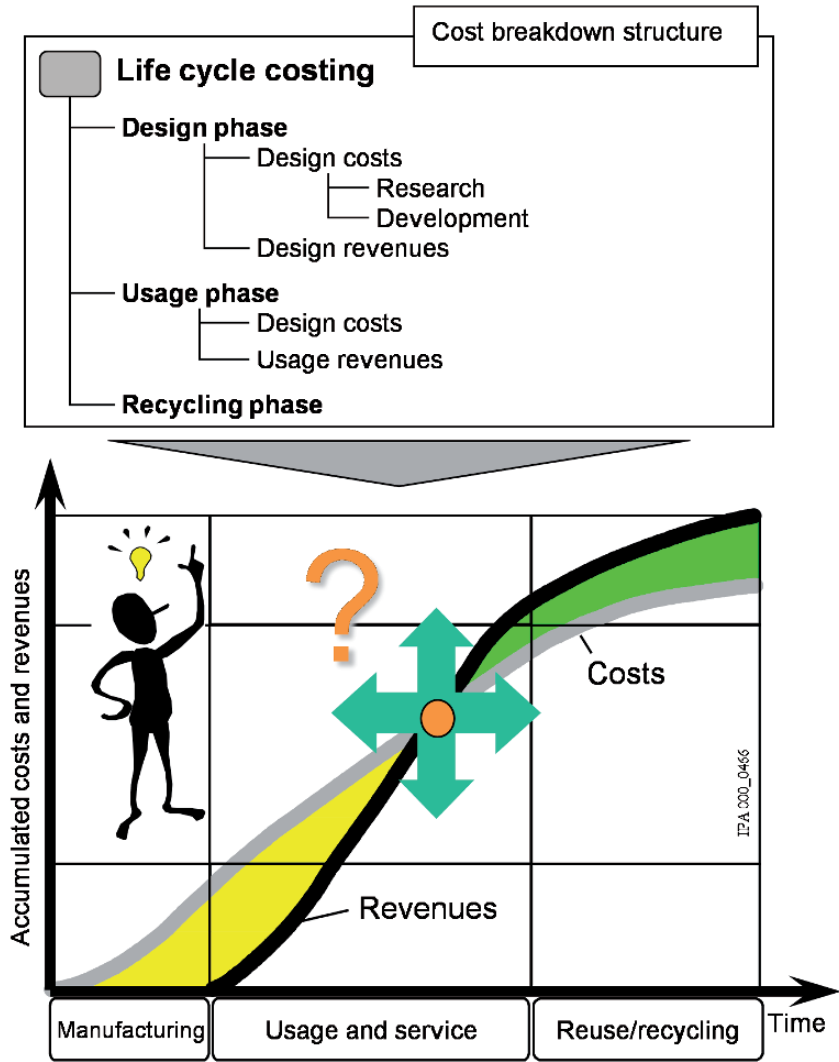 Cost breakdown structure
Life cycle costing
Design phase
Design costs
Research
Development
Design revenues
Usage phase
Design costs
Usage revenues
Recycling phase
Accumulated costs and revenues
?
Costs
IPA 000_0466
Revenues
Manufacturing
Usage and service
Reuse/recycling
Time